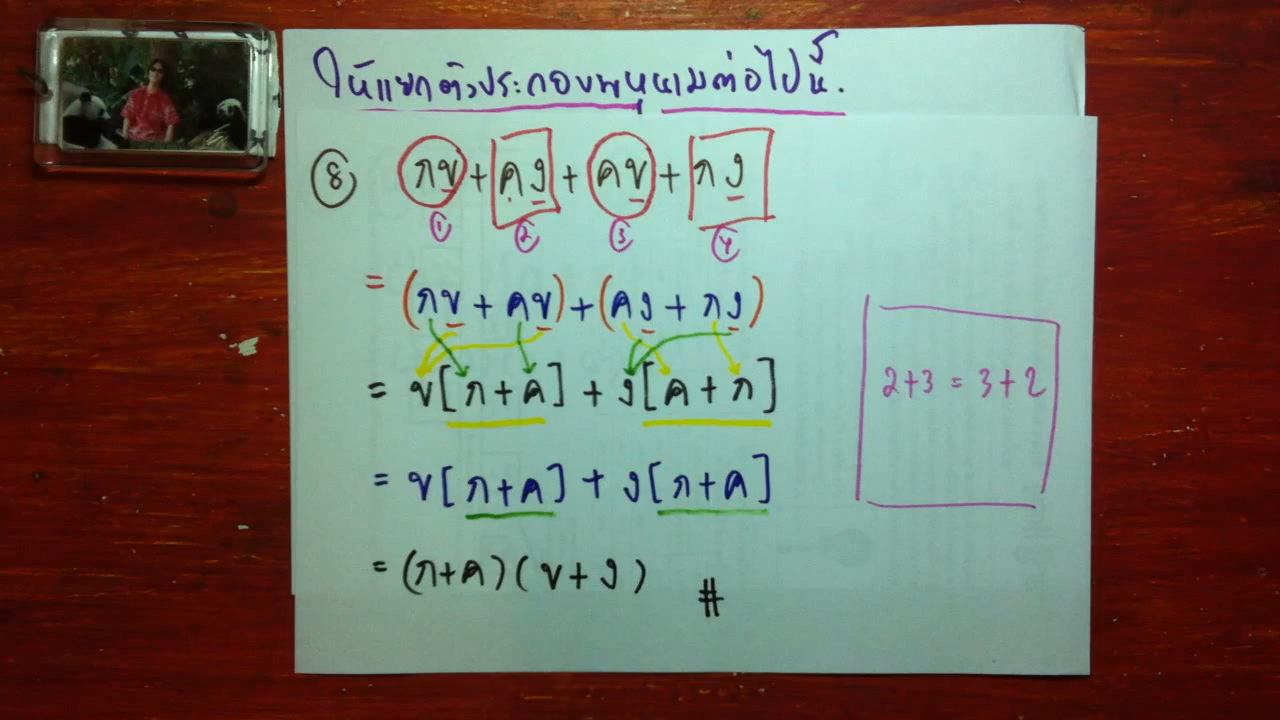 ให้แยกตัวประกอบพหุนามต่อไปนี้.
8 กข + คง + คข + กง
1 2 3 4
= (กข + คข) + (คง + กง)
= ข[ก+ค] + ง[ค+ก]
2+3 = 3+2
= ข[ก+ค] + ง[ก+ค]
= (ก+ค)(ข+ง) #